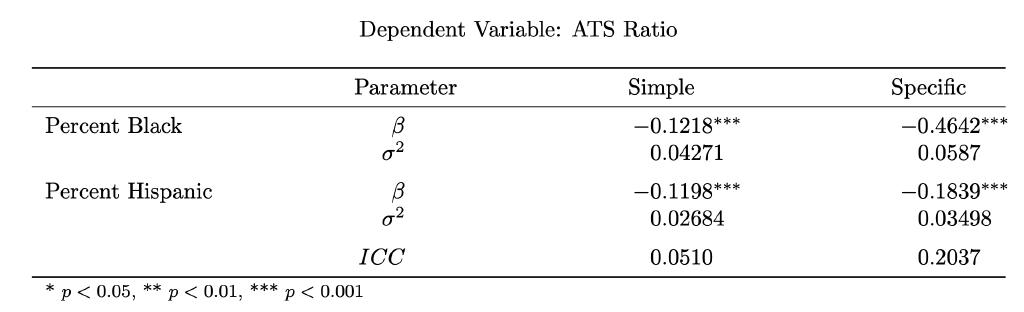 Dependent Variable: ATS Ratio
Parameter Simple Specific
Percent Black β −0.1218*** −0.4642***
σ² 0.04271 0.0587
Percent Hispanic β −0.1198*** −0.1839***
σ² 0.02684 0.03498
ICC 0.0510 0.2037
* p < 0.05, ** p < 0.01, *** p < 0.001